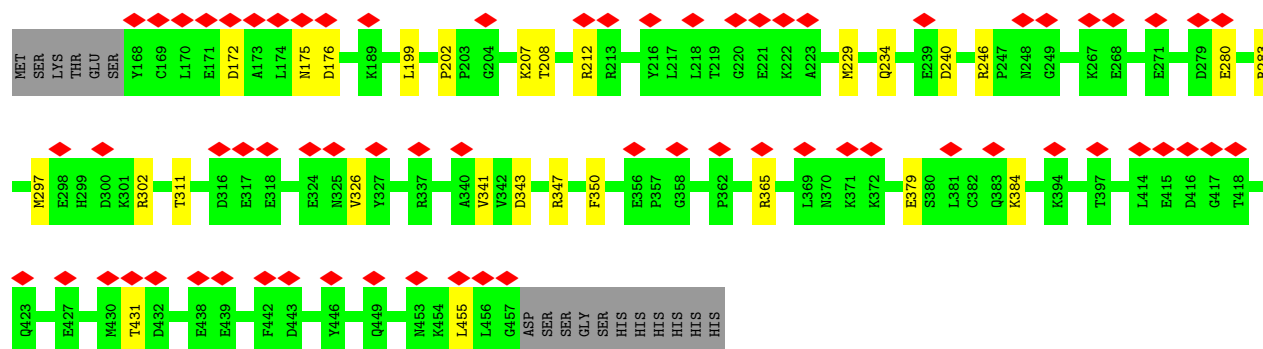 MET SER LYS THR GLU SER Y168 C169 L170 E171 D172 A173 L174 N175 D176 K189 L199 P202 P203 G204 K207 T208 R212 R213 Y216 L217 L218 T219 G220 E221 K222 A223 M229 Q234 E239 D240 R246 P247 N248 G249 K267 E268 E271 D279 E280 R283
M297 E298 H299 D300 K301 R302 T311 D316 E317 E318 E324 N325 V326 Y327 R337 A340 V341 V342 D343 R347 F350 E356 P357 G358 P362 R365 L369 N370 K371 K372 E379 S380 L381 C382 Q383 K384 K394 T397 L414 E415 D416 G417 T418
Q423 E427 M430 T431 D432 E438 E439 F442 D443 Y446 Q449 N453 K454 L455 L456 G457 ASP SER SER GLY SER HIS HIS HIS HIS HIS HIS